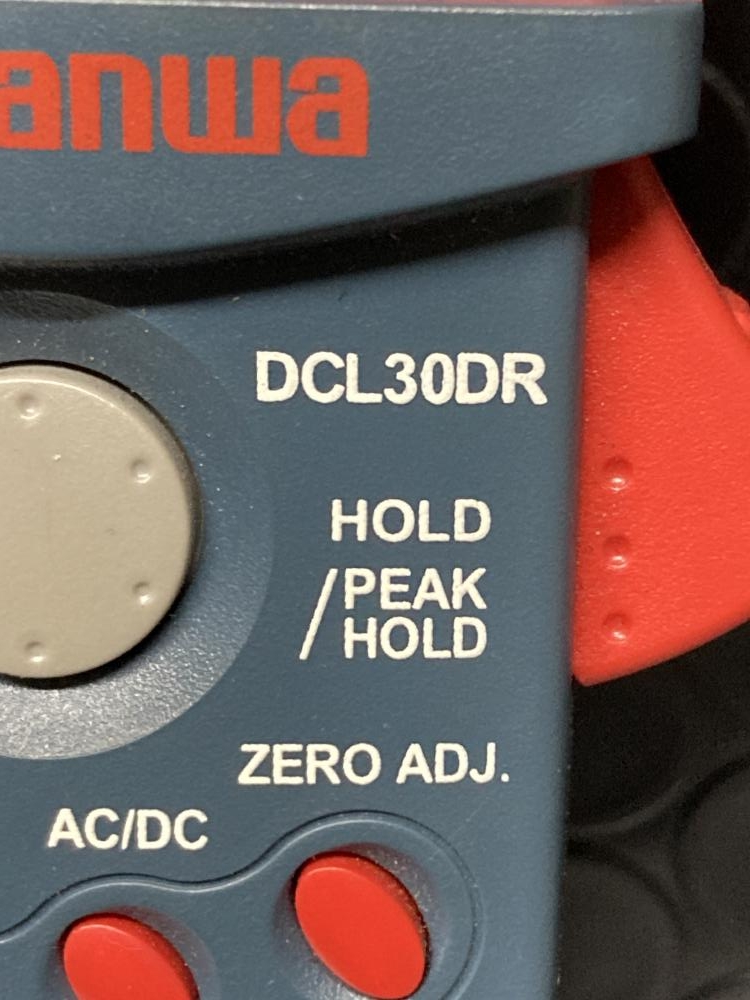 anwa
DCL30DR
HOLD
/PEAK
HOLD
ZERO ADJ.
AC/DC